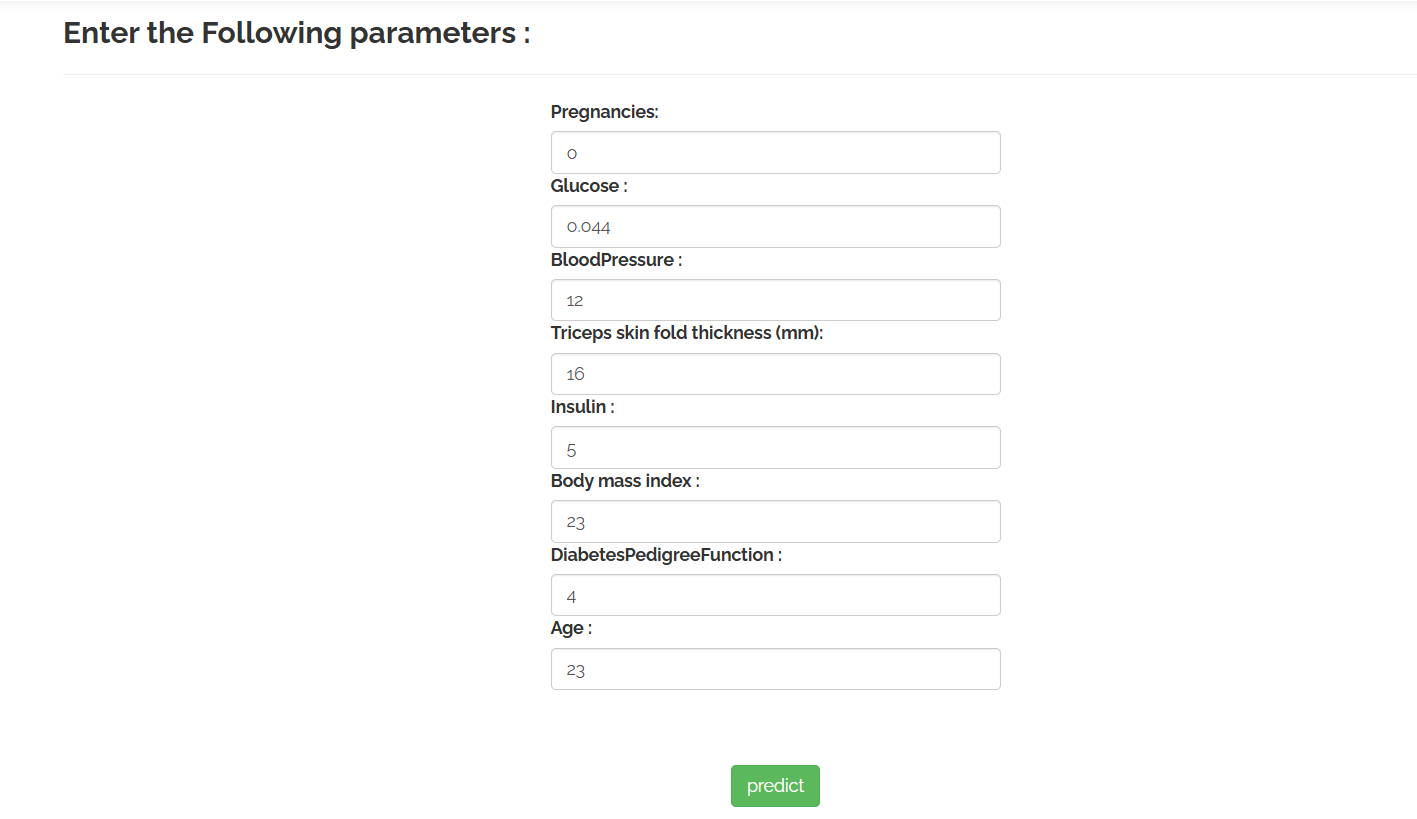 Enter the Following parameters :
Pregnancies:
0
Glucose :
0.044
BloodPressure :
12
Triceps skin fold thickness (mm):
16
Insulin :
5
Body mass index :
23
DiabetesPedigreeFunction :
4
Age :
23
predict